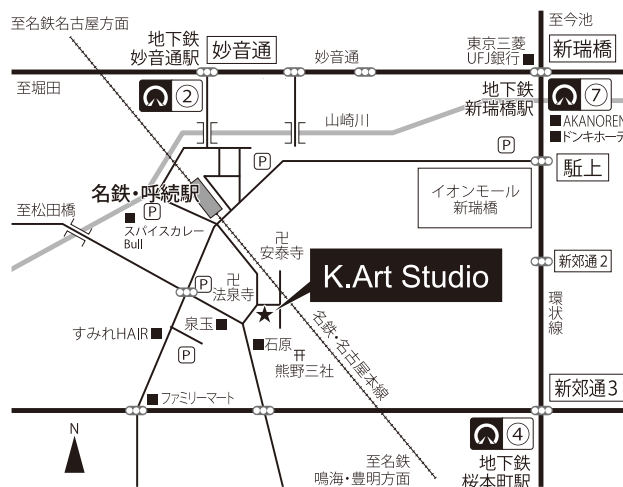 至名鉄名古屋方面
至今池
地下鉄
妙音通駅
妙音通
妙音通
東京三菱
UFJ銀行
新瑞橋
至堀田
②
地下鉄
新瑞橋駅
⑦
AKANOREN
ドンキホーテ
山崎川
P
P
駈上
名鉄・呼続駅
イオンモール
新瑞橋
至松田橋
P
スパイスカレー
Bull
卍
安泰寺
新郊通2
K.Art Studio
P
卍
法泉寺
環状線
すみれHAIR
泉玉
名鉄・名古屋本線
P
石原
熊野三社
ファミリーマート
新郊通3
N
④
至名鉄
鳴海・豊明方面
地下鉄
桜本町駅